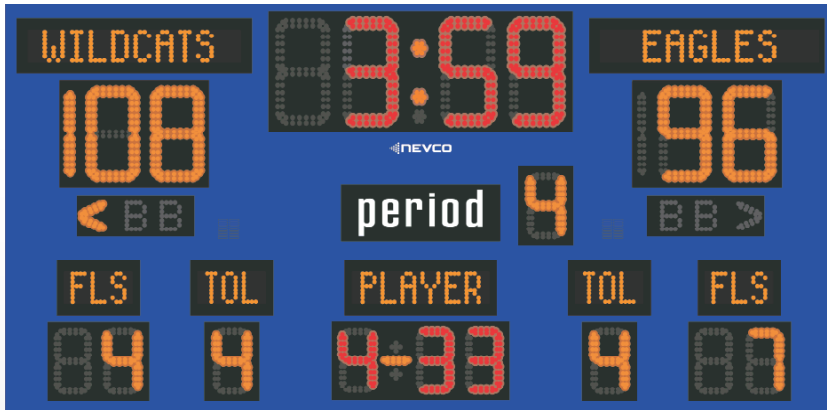 WILDCATS 3:59 EAGLES
108 96
NEVCO
period 4
< B B B B >
FLS TOL PLAYER TOL FLS
4 4 4-33 4 7